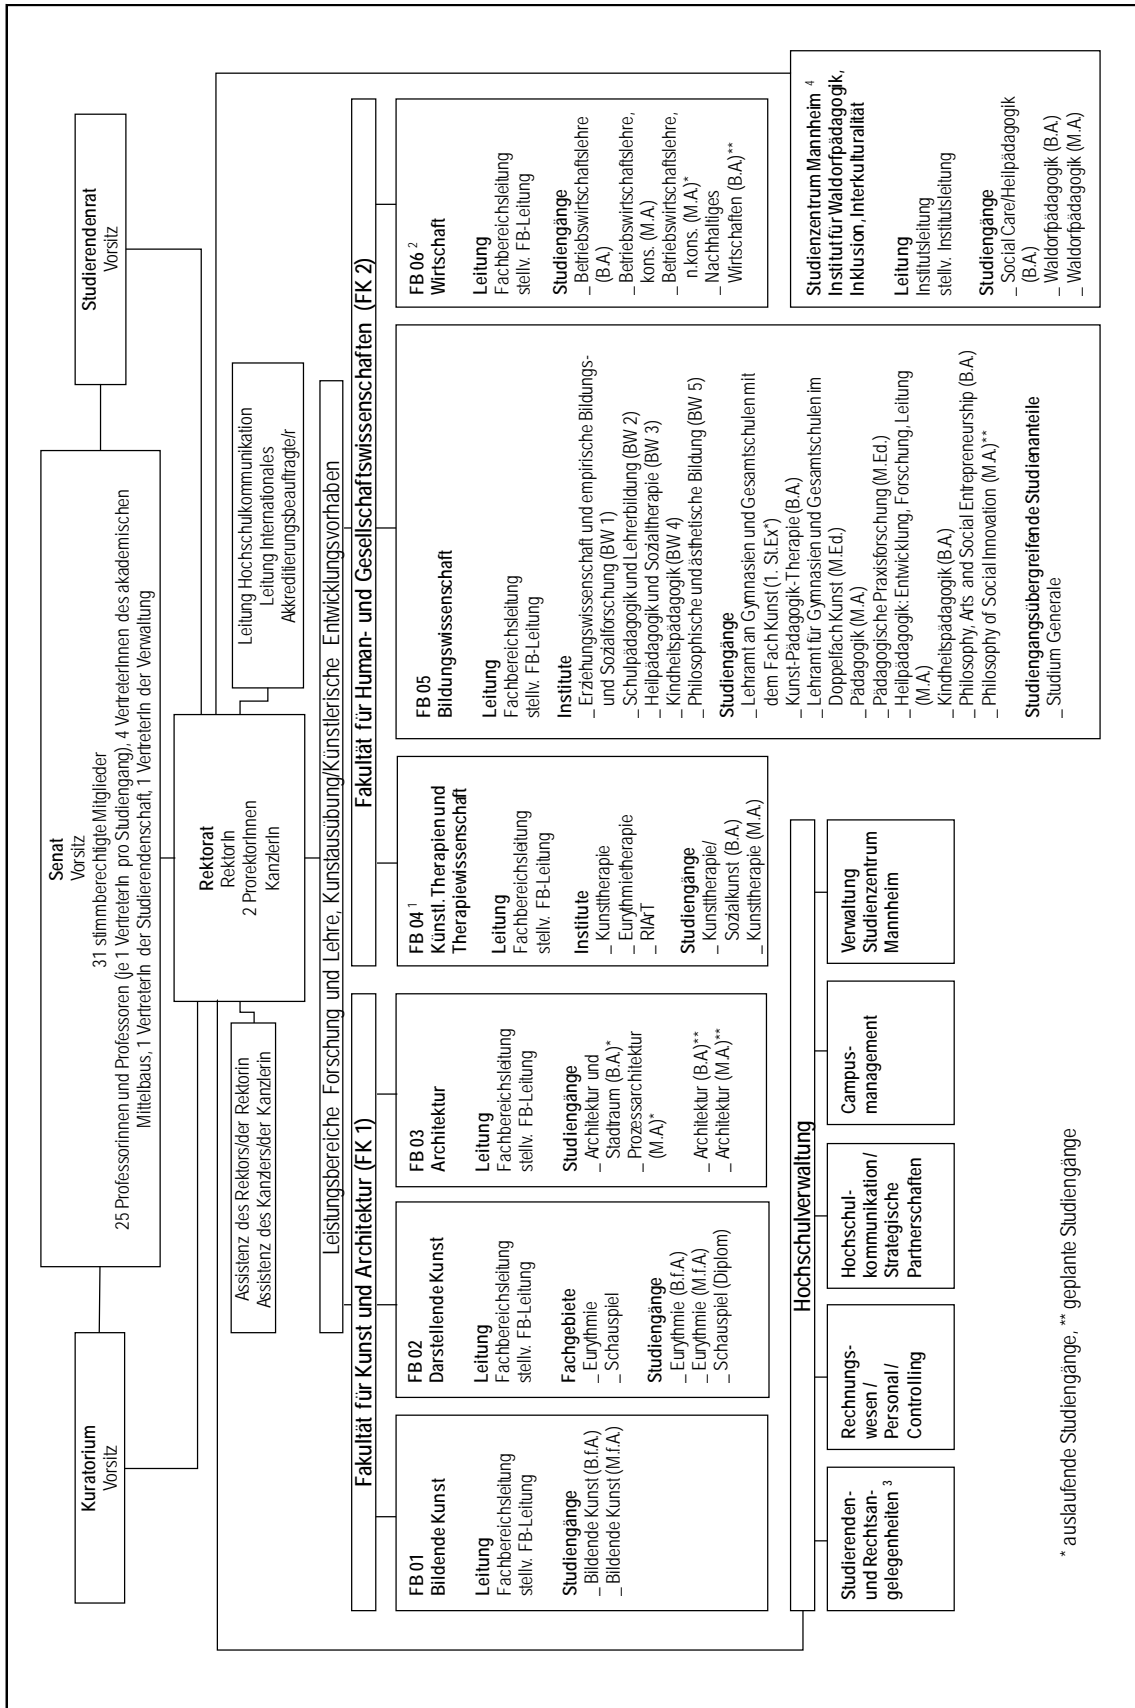 Kuratorium
Vorsitz
Senat
Vorsitz
31 stimmberechtigte Mitglieder
25 Professorinnen und Professoren (je 1 VertreterIn pro Studiengang), 4 VertreterInnen des akademischen
Mittelbaus, 1 VertreterIn der Studierendenschaft, 1 VertreterIn der Verwaltung
Studierendenrat
Vorsitz
Assistenz des Rektors/der Rektorin
Assistenz des Kanzlers/der Kanzlerin
Rektorat
RektorIn
2 ProrektorInnen
KanzlerIn
Leitung Hochschulkommunikation
Leitung Internationales
Akkreditierungsbeauftragte/r
Leistungsbereiche Forschung und Lehre, Kunstausübung/Künstlerische Entwicklungsvorhaben
Fakultät für Kunst und Architektur (FK 1)
Fakultät für Human- und Gesellschaftswissenschaften (FK 2)
FB 01
Bildende Kunst
Leitung
Fachbereichsleitung
stellv. FB-Leitung
Studiengänge
_ Bildende Kunst (B.f.A.)
_ Bildende Kunst (M.f.A.)
FB 02
Darstellende Kunst
Leitung
Fachbereichsleitung
stellv. FB-Leitung
Fachgebiete
_ Eurythmie
_ Schauspiel
Studiengänge
_ Eurythmie (B.f.A.)
_ Eurythmie (M.f.A.)
_ Schauspiel (Diplom)
FB 03
Architektur
Leitung
Fachbereichsleitung
stellv. FB-Leitung
Studiengänge
_ Architektur und
Stadtraum (B.A.)*
_ Prozessarchitektur
(M.A.)*
_ Architektur (B.A.)**
_ Architektur (M.A.)**
FB 04 1
Künstl. Therapien und
Therapiewissenschaft
Leitung
Fachbereichsleitung
stellv. FB-Leitung
Institute
_ Kunsttherapie
_ Eurythmietherapie
_ RIArT
Studiengänge
_ Kunsttherapie/
Sozialkunst (B.A.)
_ Kunsttherapie (M.A.)
FB 05
Bildungswissenschaft
Leitung
Fachbereichsleitung
stellv. FB-Leitung
Institute
_ Erziehungswissenschaft und empirische Bildungs-
und Sozialforschung (BW 1)
_ Schulpädagogik und Lehrerbildung (BW 2)
_ Heilpädagogik und Sozialtherapie (BW 3)
_ Kindheitspädagogik (BW 4)
_ Philosophische und ästhetische Bildung (BW 5)
Studiengänge
_ Lehramt an Gymnasien und Gesamtschulen mit
dem Fach Kunst (1. St.Ex*)
_ Kunst-Pädagogik-Therapie (B.A.)
_ Lehramt für Gymnasien und Gesamtschulen im
Doppelfach Kunst (M.Ed.)
_ Pädagogik (M.A.)
_ Pädagogische Praxisforschung (M.Ed.)
_ Heilpädagogik: Entwicklung, Forschung, Leitung
(M.A.)
_ Kindheitspädagogik (B.A.)
_ Philosophy, Arts and Social Entrepreneurship (B.A.)
_ Philosophy of Social Innovation (M.A.)**
Studiengangsübergreifende Studienanteile
_ Studium Generale
FB 06 2
Wirtschaft
Leitung
Fachbereichsleitung
stellv. FB-Leitung
Studiengänge
_ Betriebswirtschaftslehre
(B.A.)
_ Betriebswirtschaftslehre,
kons. (M.A.)
_ Betriebswirtschaftslehre,
n.kons. (M.A.)*
_ Nachhaltiges
Wirtschaften (B.A.)**
Studienzentrum Mannheim 4
Institut für Waldorfpädagogik,
Inklusion, Interkulturalität
Leitung
Institutsleitung
stellv. Institutsleitung
Studiengänge
_ Social Care/Heilpädagogik
(B.A.)
_ Waldorfpädagogik (B.A.)
_ Waldorfpädagogik (M.A.)
Hochschulverwaltung
Studierenden-
und Rechtsan-
gelegenheiten 3
Rechnungs-
wesen /
Personal /
Controlling
Hochschul-
kommunikation /
Strategische
Partnerschaften
Campus-
management
Verwaltung
Studienzentrum
Mannheim
* auslaufende Studiengänge, ** geplante Studiengänge